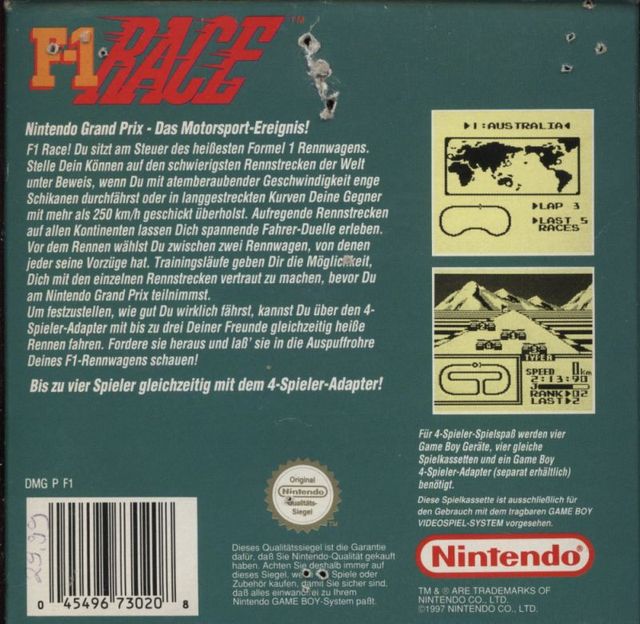 F-1 RACE™
Nintendo Grand Prix - Das Motorsport-Ereignis!
F1 Race! Du sitzt am Steuer des heißesten Formel 1 Rennwagens.
Stelle Dein Können auf den schwierigsten Rennstrecken der Welt
unter Beweis, wenn Du mit atemberaubender Geschwindigkeit enge
Schikanen durchfährst oder in langgestreckten Kurven Deine Gegner
mit mehr als 250 km/h geschickt überholst. Aufregende Rennstrecken
auf allen Kontinenten lassen Dich spannende Fahrer-Duelle erleben.
Vor dem Rennen wählst Du zwischen zwei Rennwagen, von denen
jeder seine Vorzüge hat. Trainingsläufe geben Dir die Möglichkeit,
Dich mit den einzelnen Rennstrecken vertraut zu machen, bevor Du
am Nintendo Grand Prix teilnimmst.
Um festzustellen, wie gut Du wirklich fährst, kannst Du über den 4-
Spieler-Adapter mit bis zu drei Deiner Freunde gleichzeitig heiße
Rennen fahren. Fordere sie heraus und laß' sie in die Auspuffrohre
Deines F1-Rennwagens schauen!
Bis zu vier Spieler gleichzeitig mit dem 4-Spieler-Adapter!
1:AUSTRALIA
LAP 3
LAST 5
RACES
TYPE A
SPEED 0km
2:13:90
RANK 02
LAST 2
Für 4-Spieler-Spielspaß werden vier
Game Boy Geräte, vier gleiche
Spielkassetten und ein Game Boy
4-Spieler-Adapter (separat erhältlich)
benötigt.
Diese Spielkassette ist ausschließlich für
den Gebrauch mit dem tragbaren GAME BOY
VIDEOSPIEL-SYSTEM vorgesehen.
Nintendo®
TM & ® ARE TRADEMARKS OF
NINTENDO CO., LTD.
©1997 NINTENDO CO., LTD.
DMG P F1
29,99
0 45496 73020 8
Original
Nintendo
Qualitäts-
Siegel
TM
Dieses Qualitätssiegel ist die Garantie
dafür, daß Sie Nintendo-Qualität gekauft
haben. Achten Sie deshalb immer auf
dieses Siegel, Spiele oder
Zubehör kaufen, damit Sie sicher sind,
daß alles einwandfrei zu Ihrem
Nintendo GAME BOY-System paßt.